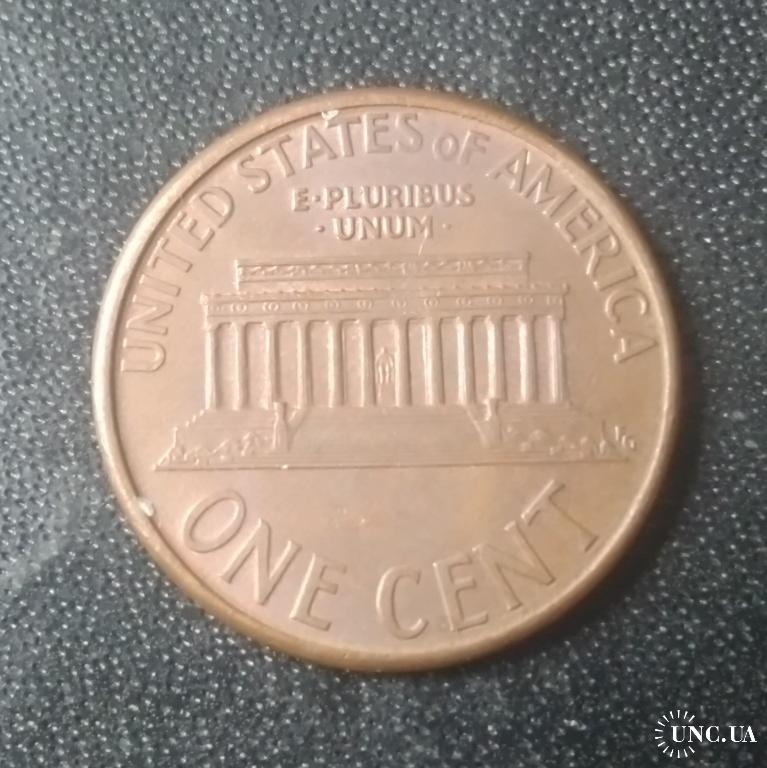 UNITED STATES OF AMERICA
E·PLURIBUS
·UNUM·
ONE CENT
UNC.UA